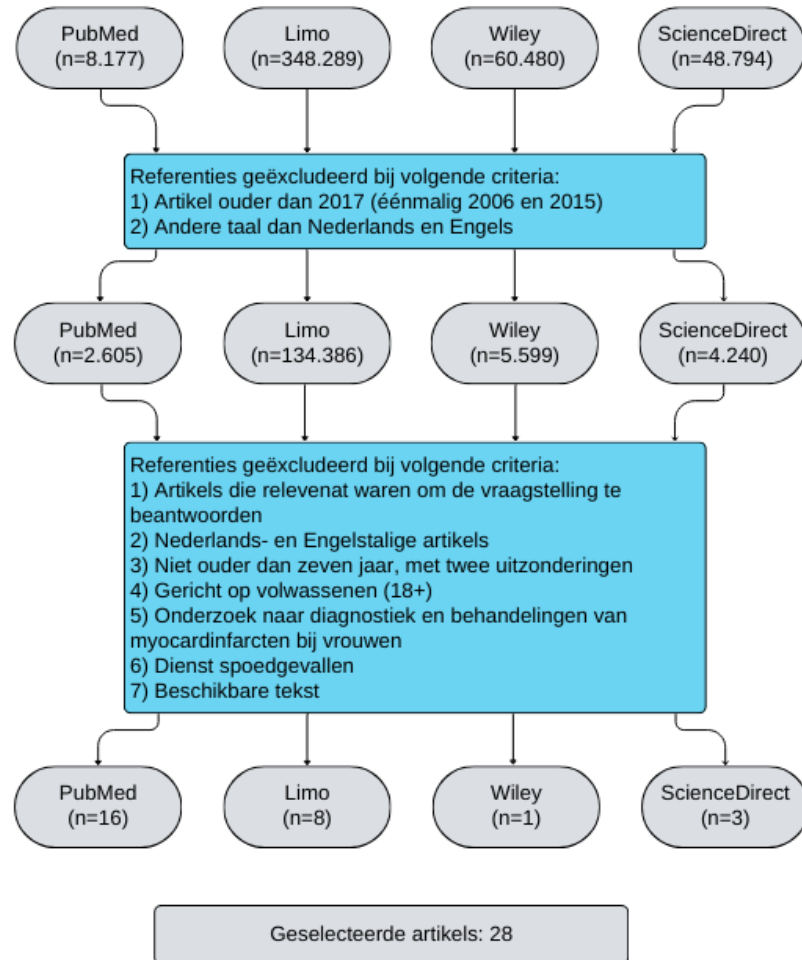 PubMed
(n=8.177)
Limo
(n=348.289)
Wiley
(n=60.480)
ScienceDirect
(n=48.794)
Referenties geëxcludeerd bij volgende criteria:
1) Artikel ouder dan 2017 (éénmalig 2006 en 2015)
2) Andere taal dan Nederlands en Engels
PubMed
(n=2.605)
Limo
(n=134.386)
Wiley
(n=5.599)
ScienceDirect
(n=4.240)
Referenties geëxcludeerd bij volgende criteria:
1) Artikels die relevenat waren om de vraagstelling te
beantwoorden
2) Nederlands- en Engelstalige artikels
3) Niet ouder dan zeven jaar, met twee uitzonderingen
4) Gericht op volwassenen (18+)
5) Onderzoek naar diagnostiek en behandelingen van
myocardinfarcten bij vrouwen
6) Dienst spoedgevallen
7) Beschikbare tekst
PubMed
(n=16)
Limo
(n=8)
Wiley
(n=1)
ScienceDirect
(n=3)
Geselecteerde artikels: 28